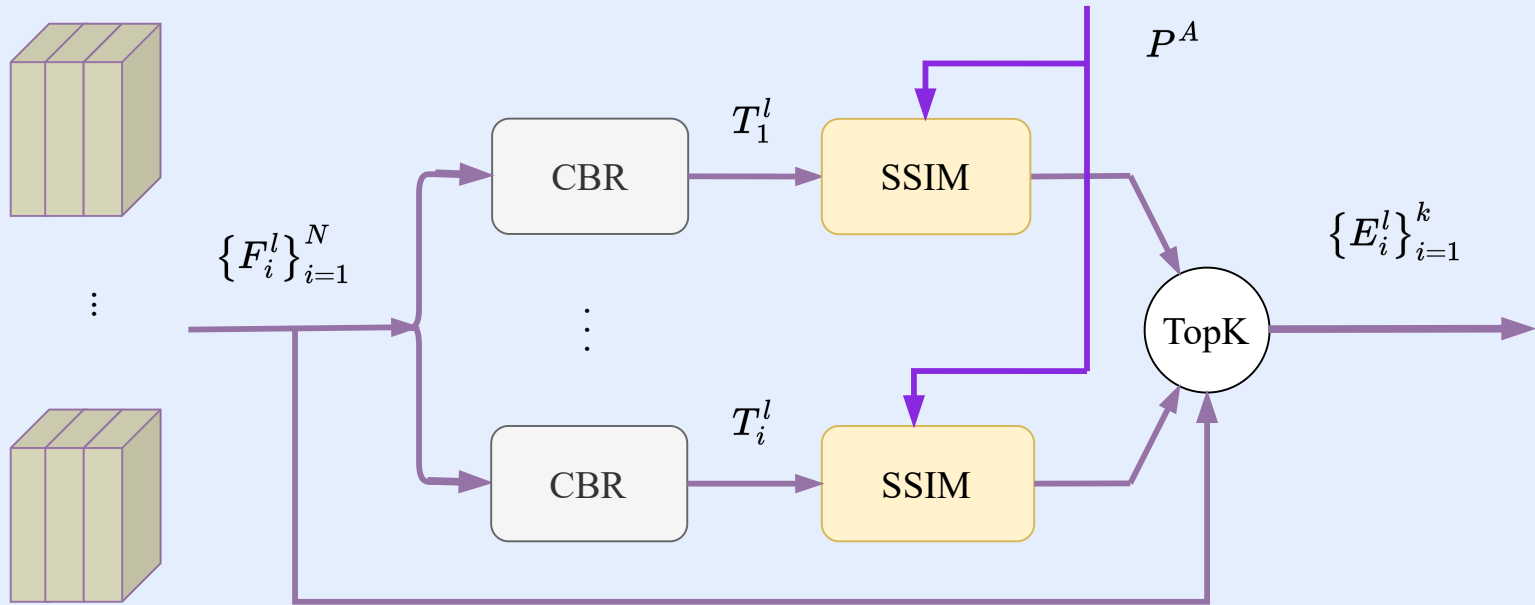 P^A
T_1^l
CBR
SSIM
{F_i^l}_{i=1}^N
{E_i^l}_{i=1}^k
⋮
⋮
TopK
T_i^l
CBR
SSIM